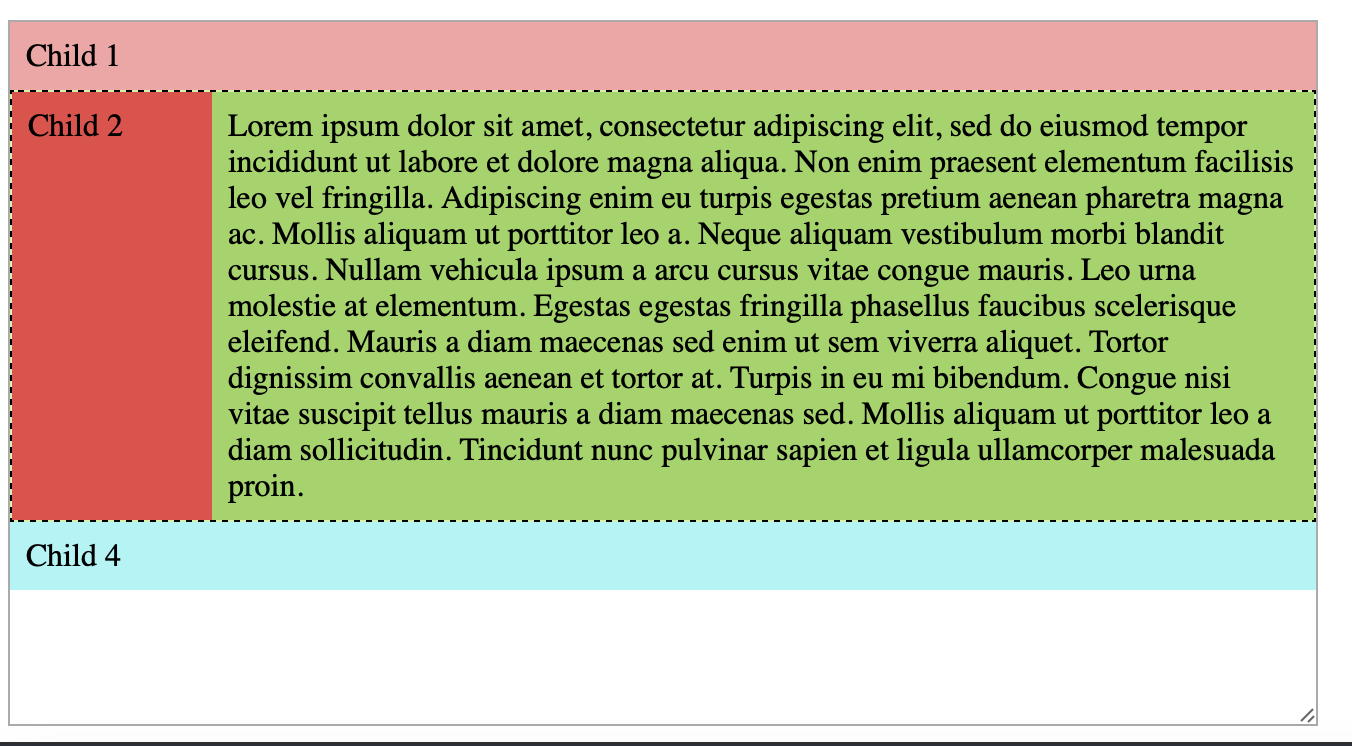 Child 1
Child 2
Lorem ipsum dolor sit amet, consectetur adipiscing elit, sed do eiusmod tempor
incididunt ut labore et dolore magna aliqua. Non enim praesent elementum facilisis
leo vel fringilla. Adipiscing enim eu turpis egestas pretium aenean pharetra magna
ac. Mollis aliquam ut porttitor leo a. Neque aliquam vestibulum morbi blandit
cursus. Nullam vehicula ipsum a arcu cursus vitae congue mauris. Leo urna
molestie at elementum. Egestas egestas fringilla phasellus faucibus scelerisque
eleifend. Mauris a diam maecenas sed enim ut sem viverra aliquet. Tortor
dignissim convallis aenean et tortor at. Turpis in eu mi bibendum. Congue nisi
vitae suscipit tellus mauris a diam maecenas sed. Mollis aliquam ut porttitor leo a
diam sollicitudin. Tincidunt nunc pulvinar sapien et ligula ullamcorper malesuada
proin.
Child 4